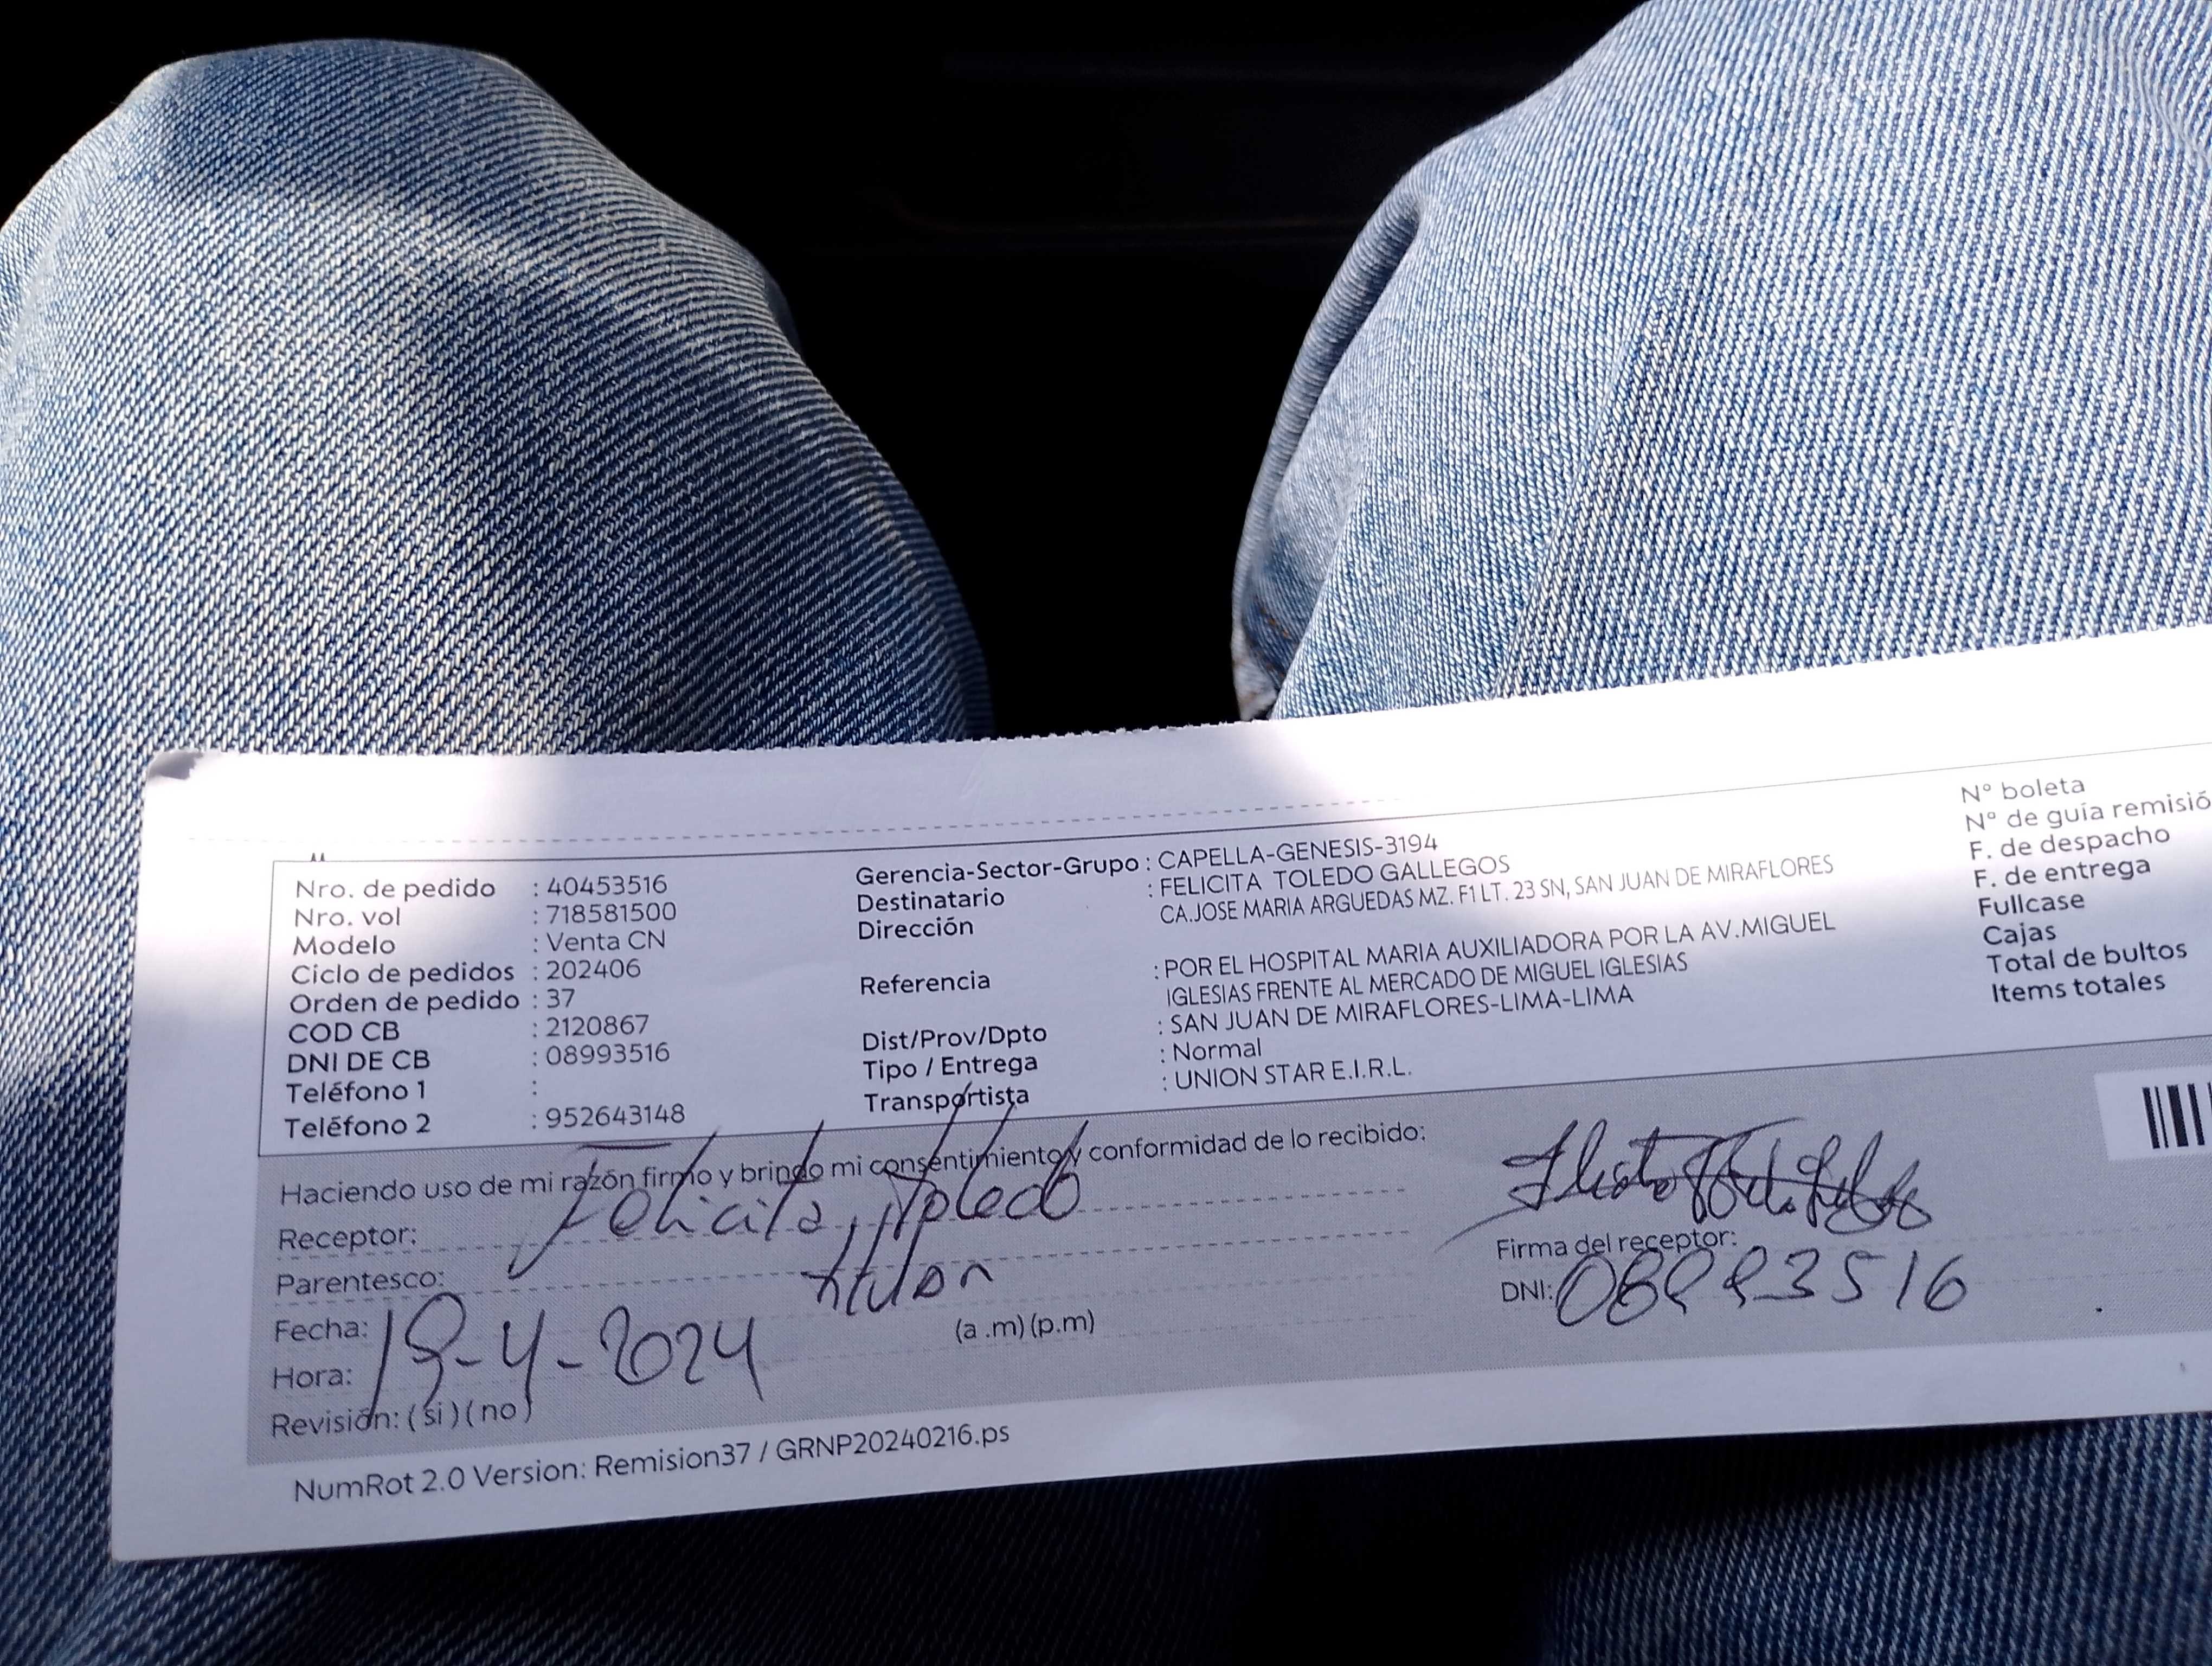 Nro. de pedido : 40453516
Nro. vol : 718581500
Modelo : Venta CN
Ciclo de pedidos : 202406
Orden de pedido : 37
COD CB : 2120867
DNI DE CB : 08993516
Teléfono 1 :
Teléfono 2 : 952643148
Gerencia-Sector-Grupo : CAPELLA-GENESIS-3194
Destinatario : FELICITA TOLEDO GALLEGOS
Dirección CA.JOSE MARIA ARGUEDAS MZ. F1 LT. 23 SN, SAN JUAN DE MIRAFLORES
Referencia : POR EL HOSPITAL MARIA AUXILIADORA POR LA AV.MIGUEL
IGLESIAS FRENTE AL MERCADO DE MIGUEL IGLESIAS
Dist/Prov/Dpto : SAN JUAN DE MIRAFLORES-LIMA-LIMA
Tipo / Entrega : Normal
Transportista : UNION STAR E.I.R.L.
N° boleta
N° de guía remisió
F. de despacho
F. de entrega
Fullcase
Cajas
Total de bultos
Items totales
Haciendo uso de mi razón firmo y brindo mi consentimiento y conformidad de lo recibido:
Receptor: Felicita Toledo
Parentesco: titular
Fecha: 19-4-2024
Hora: (a .m) (p.m)
Revisión: ( si ) ( no )
Firma del receptor:
DNI: 08993516
NumRot 2.0 Version: Remision37 / GRNP20240216.ps